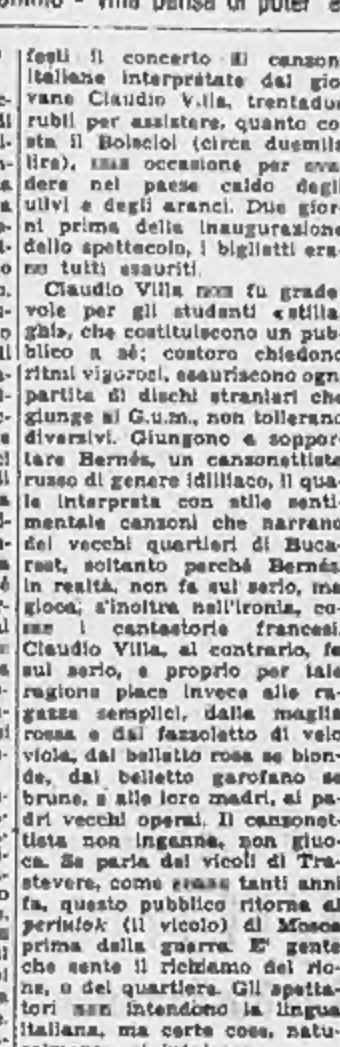 Villa pensa di poter
festi il concerto di canzon
italiane interpretate dal gio
vane Claudio Villa, trentadue
rubli per assistere, quanto co
sta il Bolscioi (circa duemila
lire), una occasione per eva
dere nel paese caldo degli
ulivi e degli aranci. Due gior-
ni prima della inaugurazione
dello spettacolo, i biglietti era-
no tutti esauriti.
Claudio Villa non fu grade
vole per gli studenti «stilla
ghi», che costituiscono un pub-
blico a sé; costoro chiedono
ritmi vigorosi, esauriscono ogn
partita di dischi stranieri che
giunge ai G.u.m., non tollerano
diversivi. Giungono a soppor-
tare Bernés, un canzonettista
russo di genere idilliaco, il qua-
le interpreta con stile senti-
mentale canzoni che narrano
dei vecchi quartieri di Buca-
rest, soltanto perché Bernés
in realtà, non fa sul serio, ma
gioca; s'inoltra nell'ironia, co-
me i cantastorie francesi.
Claudio Villa, al contrario, fa
sul serio, e proprio per tale
ragione piace invece alle ra-
gazze semplici, dalla maglia
rossa e dal fazzoletto di velo
viola, dal belletto rosa se bion-
de, dal belletto garofano se
brune, e alle loro madri, ai pa-
dri vecchi operai. Il canzonet-
tista non inganna, non giuo-
ca. Se parla dei vicoli di Tra-
stevere, come tanti anni
fa, questo pubblico ritorna al
periulok (il vicolo) di Mosca
prima della guerra. E' gente
che sente il richiamo del rio-
ne, o del quartiere. Gli spetta-
tori non intendono la lingua
italiana, ma certe cose, natu-